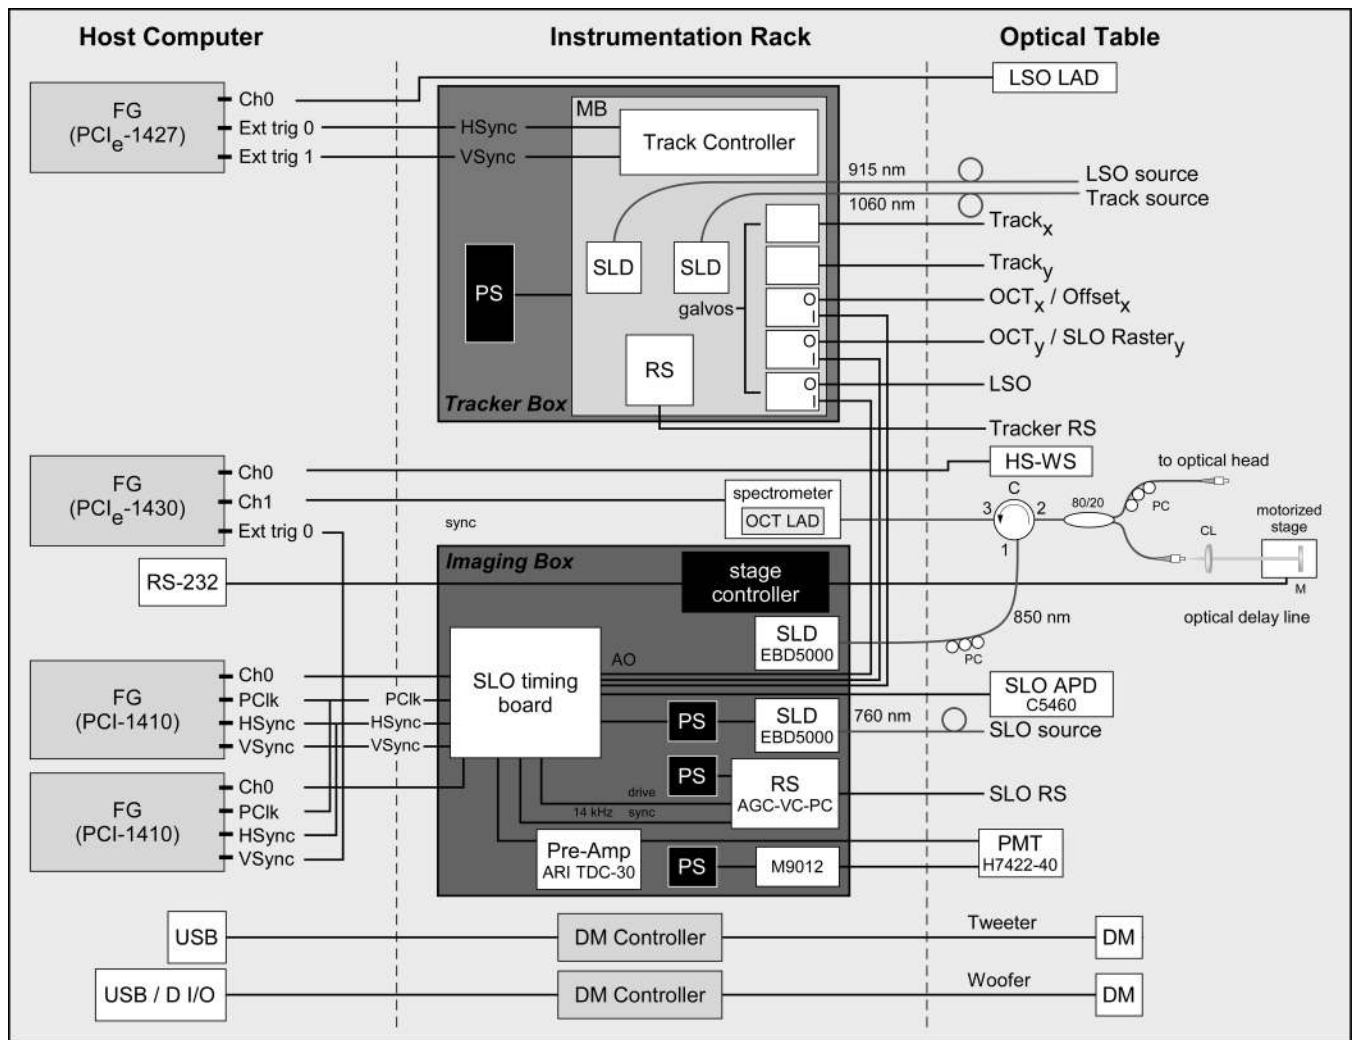 Host Computer
Instrumentation Rack
Optical Table
FG
(PCIe-1427)
Ch0
Ext trig 0
Ext trig 1
HSync
VSync
MB
Track Controller
LSO LAD
915 nm
1060 nm
LSO source
Track source
SLD
SLD
PS
galvos
RS
O
I
O
I
O
I
Trackx
Tracky
OCTx / Offsetx
OCTy / SLO Rastery
LSO
Tracker RS
Tracker Box
FG
(PCIe-1430)
Ch0
Ch1
Ext trig 0
sync
spectrometer
OCT LAD
HS-WS
C
3
2
1
80/20
PC
to optical head
CL
motorized
stage
M
optical delay line
RS-232
Imaging Box
stage
controller
SLD
EBD5000
850 nm
PC
FG
(PCI-1410)
Ch0
PClk
HSync
VSync
PClk
HSync
VSync
SLO timing
board
AO
PS
SLD
EBD5000
760 nm
SLO APD
C5460
SLO source
FG
(PCI-1410)
Ch0
PClk
HSync
VSync
PS
drive
14 kHz
sync
RS
AGC-VC-PC
SLO RS
Pre-Amp
ARI TDC-30
PS
M9012
PMT
H7422-40
USB
DM Controller
Tweeter
DM
USB / D I/O
DM Controller
Woofer
DM